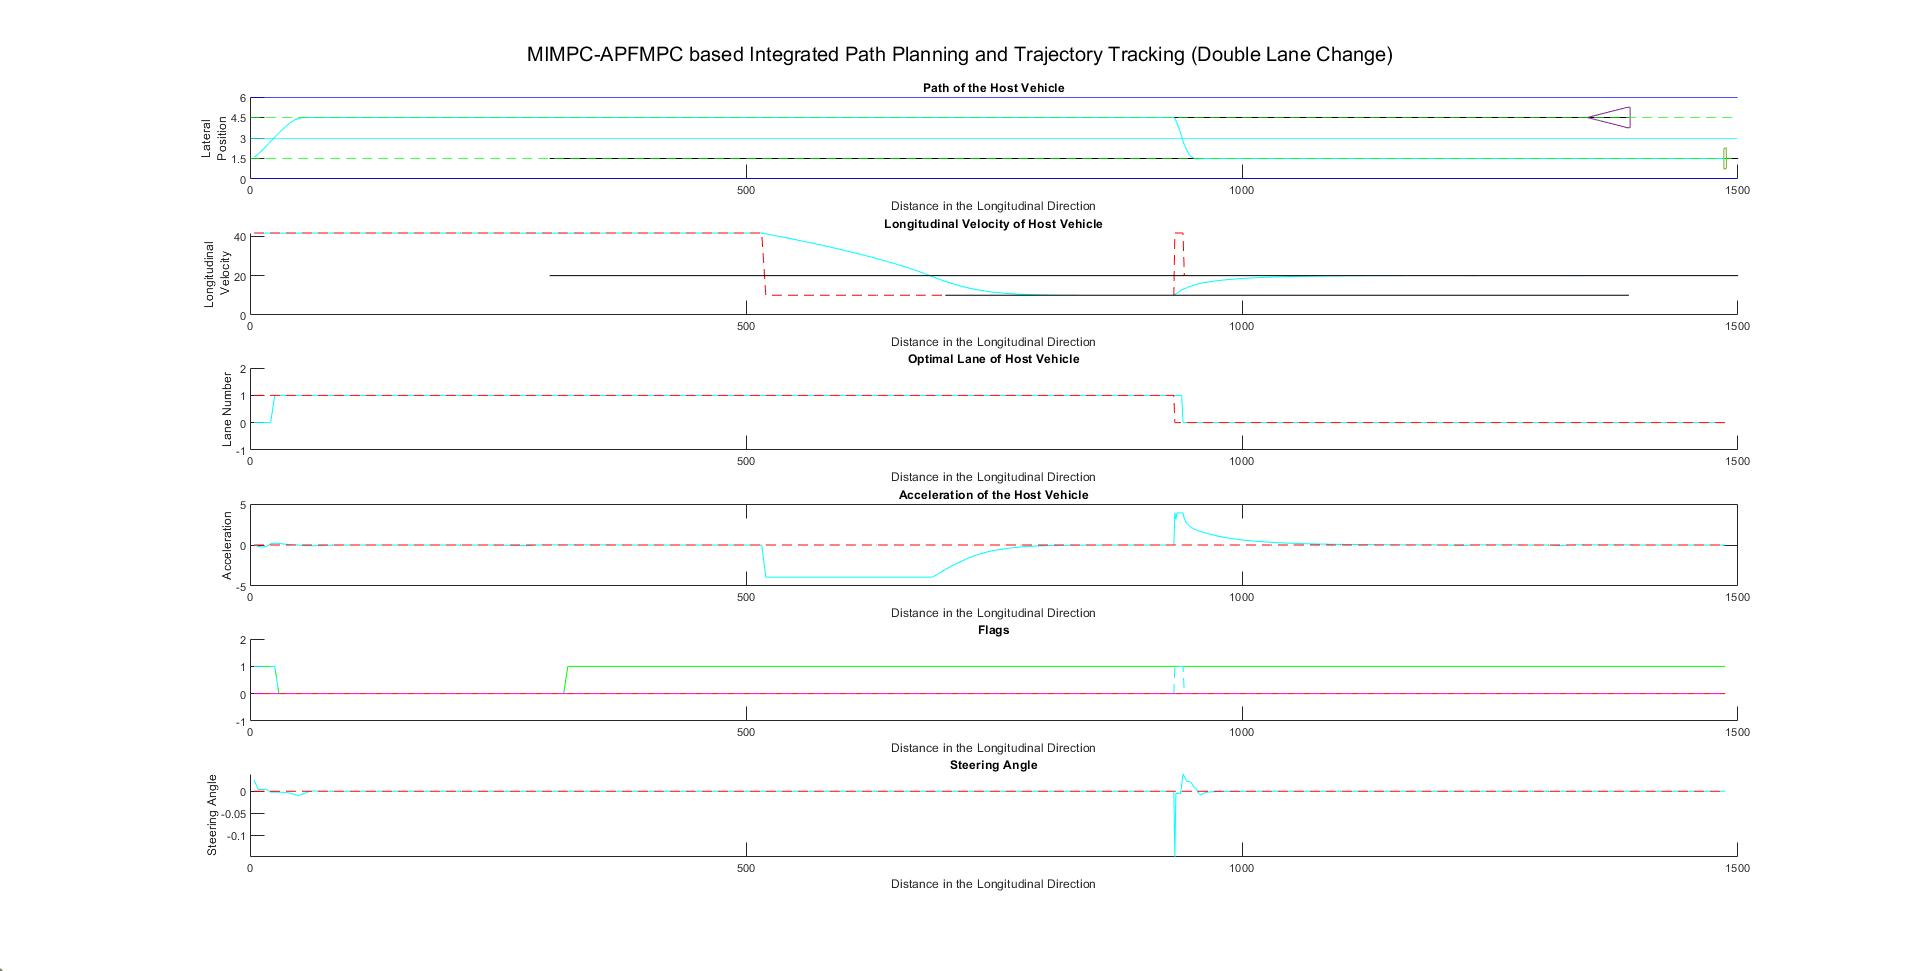 MIMPC-APFMPC based Integrated Path Planning and Trajectory Tracking (Double Lane Change)
Path of the Host Vehicle
Lateral
Position
6
4.5
3
1.5
0
0 500 1000 1500
Distance in the Longitudinal Direction
Longitudinal Velocity of Host Vehicle
Longitudinal
Velocity
40
20
0
0 500 1000 1500
Distance in the Longitudinal Direction
Optimal Lane of Host Vehicle
Lane Number
2
1
0
-1
0 500 1000 1500
Distance in the Longitudinal Direction
Acceleration of the Host Vehicle
Acceleration
5
0
-5
0 500 1000 1500
Distance in the Longitudinal Direction
Flags
2
1
0
-1
0 500 1000 1500
Distance in the Longitudinal Direction
Steering Angle
Steering Angle
0
-0.05
-0.1
0 500 1000 1500
Distance in the Longitudinal Direction